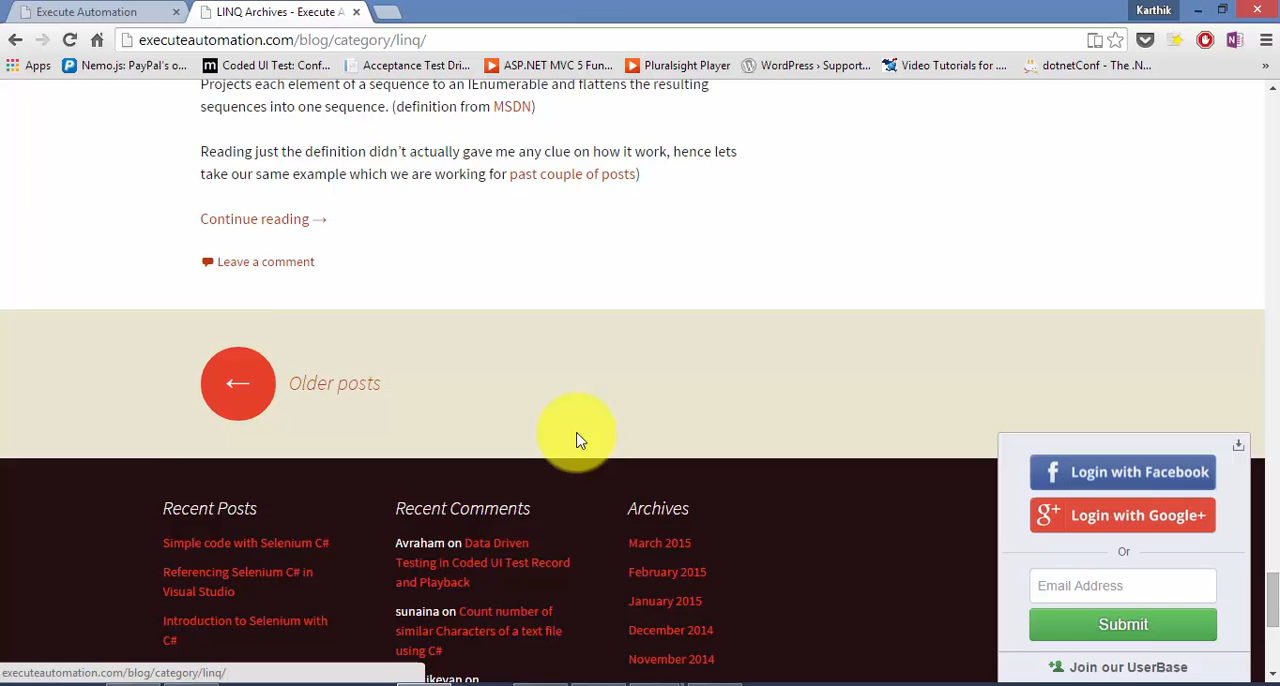 Execute Automation
LINQ Archives - Execute A
Karthik
executeautomation.com/blog/category/linq/
Apps
Nemo.js: PayPal's o...
Coded UI Test: Conf...
Acceptance Test Dri...
ASP.NET MVC 5 Fun...
Pluralsight Player
WordPress › Support...
Video Tutorials for ....
dotnetConf - The .N...
»
Projects each element of a sequence to an IEnumerable and flattens the resulting
sequences into one sequence. (definition from MSDN)
Reading just the definition didn't actually gave me any clue on how it work, hence lets
take our same example which we are working for past couple of posts)
Continue reading →
Leave a comment
← Older posts
Recent Posts
Simple code with Selenium C#
Referencing Selenium C# in
Visual Studio
Introduction to Selenium with
C#
Recent Comments
Avraham on Data Driven
Testing in Coded UI Test Record
and Playback
sunaina on Count number of
similar Characters of a text file
using C#
Archives
March 2015
February 2015
January 2015
December 2014
November 2014
f Login with Facebook
g+ Login with Google+
Or
Email Address
Submit
Join our UserBase
executeautomation.com/blog/category/linq/